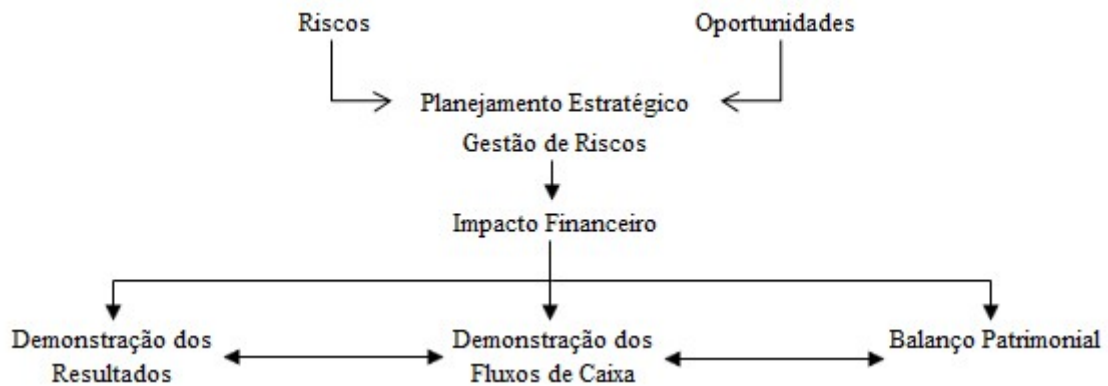 Riscos
Oportunidades
Planejamento Estratégico
Gestão de Riscos
Impacto Financeiro
Demonstração dos
Resultados
Demonstração dos
Fluxos de Caixa
Balanço Patrimonial